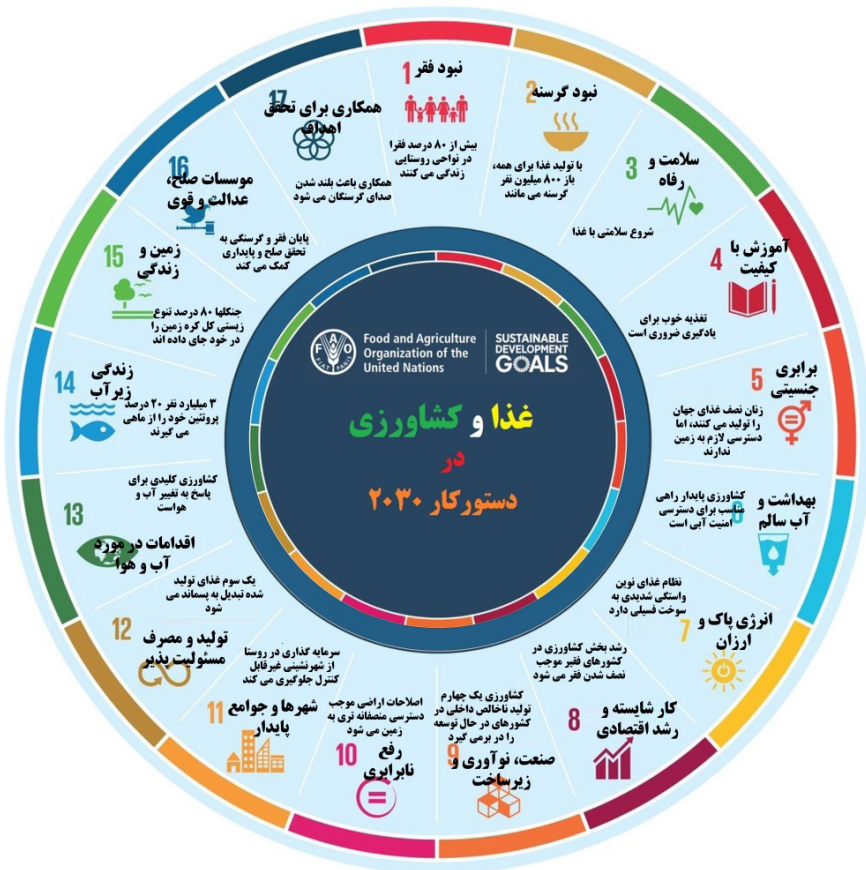 1 نبود فقر
بیش از ۸۰ درصد فقرا
در نواحی روستایی
زندگی می کنند
2 نبود گرسنه
با تولید غذا برای همه،
باز ۸۰۰ میلیون نفر
گرسنه می مانند
3 سلامت و
رفاه
شروع سلامتی با غذا
4 آموزش با
کیفیت
تغذیه خوب برای
یادگیری ضروری است
5 برابری
جنسیتی
زنان نصف غذای جهان
را تولید می کنند، اما
دسترسی لازم به زمین
ندارند
6 بهداشت و
آب سالم
کشاورزی پایدار راهی
مناسب برای دسترسی
امنیت آبی است
7 انرژی پاک و
ارزان
نظام غذای نوین
وابستگی شدیدی به
سوخت فسیلی دارد
8 کار شایسته و
رشد اقتصادی
رشد بخش کشاورزی در
کشورهای فقیر موجب
نصف شدن فقر می شود
9 صنعت، نوآوری و
زیرساخت
کشاورزی یک چهارم
تولید ناخالص داخلی در
کشورهای در حال توسعه
را در برمی گیرد
10 رفع
نابرابری
اصلاحات اراضی موجب
دسترسی منصفانه تری به
زمین می شود
11 شهرها و جوامع
پایدار
سرمایه گذاری در روستا
از شهرنشینی غیرقابل
کنترل جلوگیری می کند
12 تولید و مصرف
مسئولیت پذیر
یک سوم غذای تولید
شده تبدیل به پسماند می
شود
13 اقدامات در مورد
آب و هوا
کشاورزی کلیدی برای
پاسخ به تغییر آب و
هواست
14 زندگی
زیرآب
۳ میلیارد نفر ۲۰ درصد
پروتئین خود را از ماهی
می گیرند
15 زمین و
زندگی
جنگلها ۸۰ درصد تنوع
زیستی کل کره زمین را
در خود جای داده اند
16 موسسات صلح،
عدالت و قوی
پایان فقر و گرسنگی به
تحقق صلح و پایداری
کمک می کند
17 همکاری برای تحقق
اهداف
همکاری باعث بلند شدن
صدای گرسنگان می شود
FAO
FIAT PANIS
Food and Agriculture
Organization of the
United Nations
SUSTAINABLE
DEVELOPMENT
GOALS
غذا و کشاورزی
در
دستورکار ۲۰۳۰